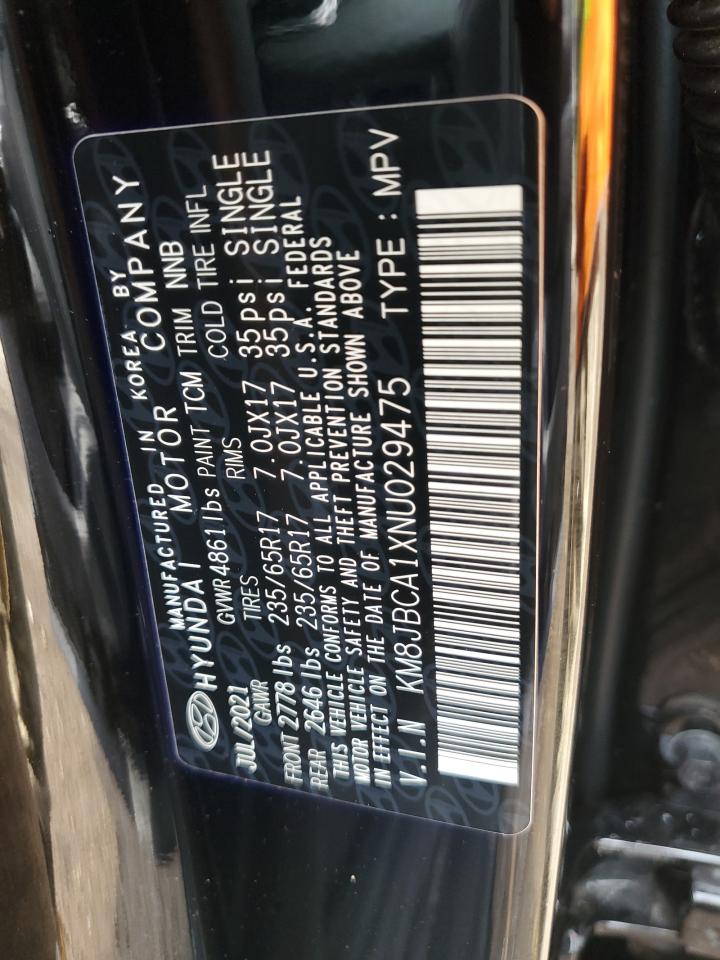 MANUFACTURED IN KOREA BY
HYUNDAI MOTOR COMPANY
JUL/2021 GVWR4861lbs PAINT TCM TRIM NNB
GAWR TIRES RIMS COLD TIRE INFL
FRONT 2778 lbs 235/65R17 7.0JX17 35psi SINGLE
REAR 2646 lbs 235/65R17 7.0JX17 35psi SINGLE
THIS VEHICLE CONFORMS TO ALL APPLICABLE U.S.A. FEDERAL
MOTOR VEHICLE SAFETY AND THEFT PREVENTION STANDARDS
IN EFFECT ON THE DATE OF MANUFACTURE SHOWN ABOVE
V.I.N KM8JBCA1XNU029475 TYPE : MPV